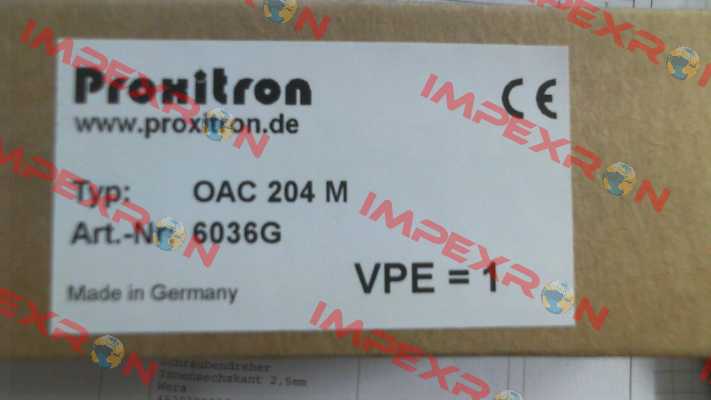 Proxitron
www.proxitron.de
CE
Typ: OAC 204 M
Art.-Nr. 6036G
VPE = 1
Made in Germany
Schraubendreher
Innensechskant 2,5mm
Wera
IMPEXRON
IMPEXRON
IMPEXRON
IMPEXRON
IMPEXRON
IMPEXRON